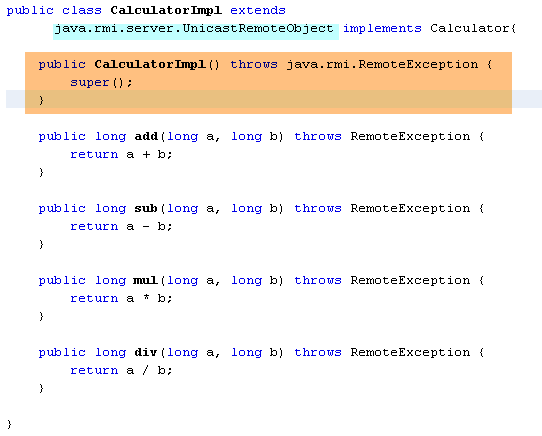 public class CalculatorImpl extends
java.rmi.server.UnicastRemoteObject implements Calculator{
public CalculatorImpl() throws java.rmi.RemoteException {
super();
}
public long add(long a, long b) throws RemoteException {
return a + b;
}
public long sub(long a, long b) throws RemoteException {
return a - b;
}
public long mul(long a, long b) throws RemoteException {
return a * b;
}
public long div(long a, long b) throws RemoteException {
return a / b;
}
}